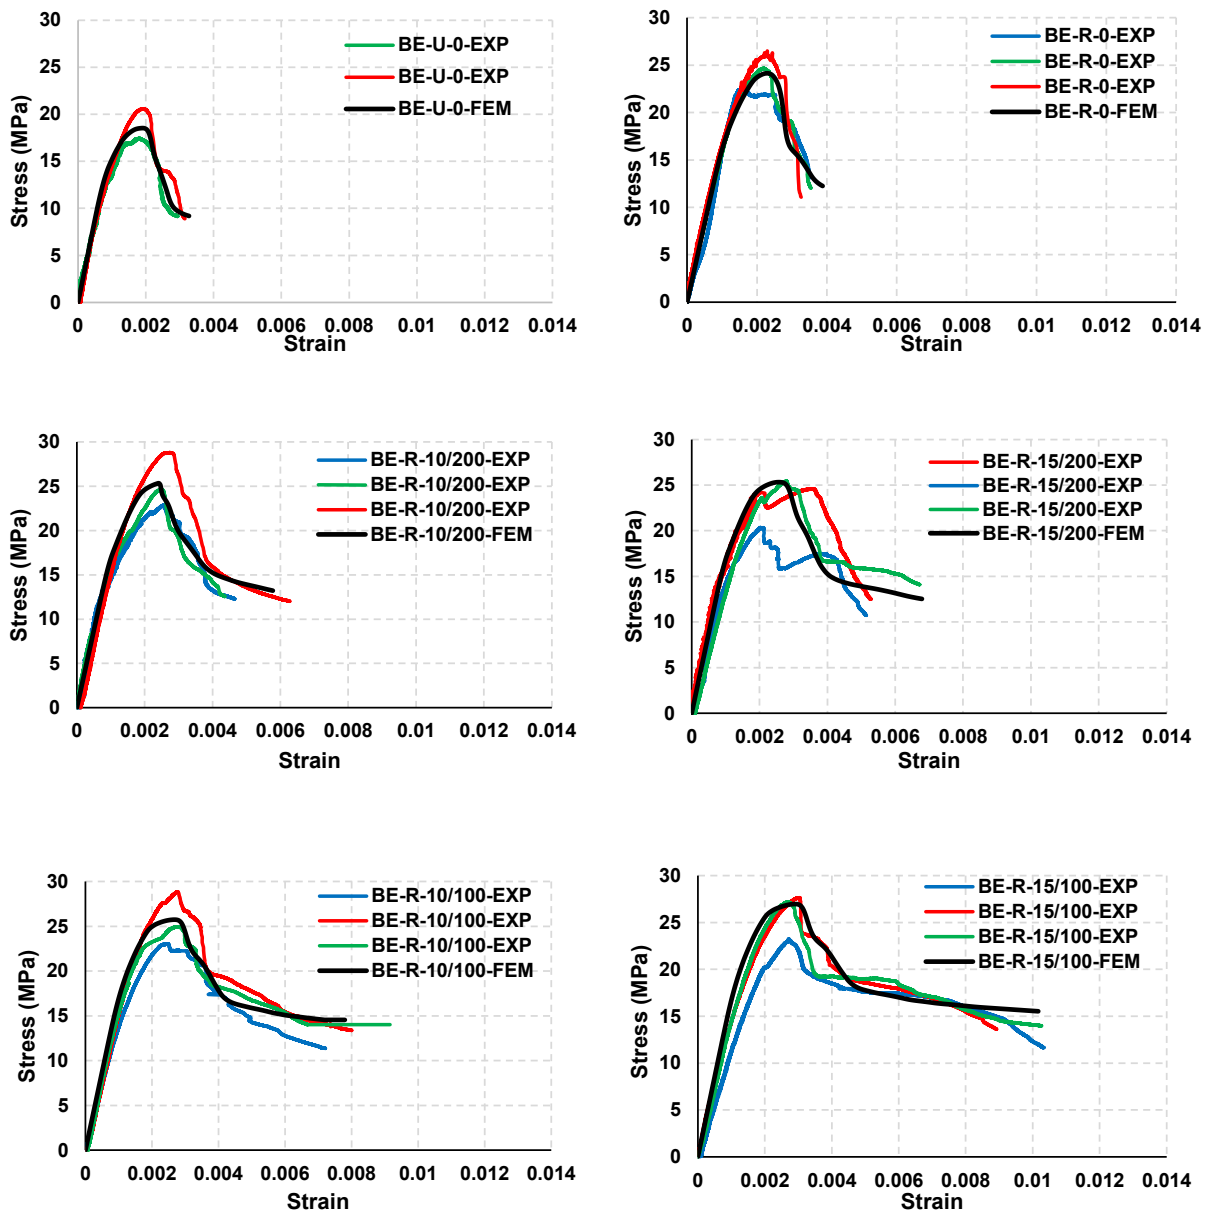 30
25
20
15
10
5
0
Stress (MPa)
BE-U-0-EXP
BE-U-0-EXP
BE-U-0-FEM
0 0.002 0.004 0.006 0.008 0.01 0.012 0.014
Strain
30
25
20
15
10
5
0
Stress (MPa)
BE-R-0-EXP
BE-R-0-EXP
BE-R-0-EXP
BE-R-0-FEM
0 0.002 0.004 0.006 0.008 0.01 0.012 0.014
Strain
30
25
20
15
10
5
0
Stress (MPa)
BE-R-10/200-EXP
BE-R-10/200-EXP
BE-R-10/200-EXP
BE-R-10/200-FEM
0 0.002 0.004 0.006 0.008 0.01 0.012 0.014
Strain
30
25
20
15
10
5
0
Stress (MPa)
BE-R-15/200-EXP
BE-R-15/200-EXP
BE-R-15/200-EXP
BE-R-15/200-FEM
0 0.002 0.004 0.006 0.008 0.01 0.012 0.014
Strain
30
25
20
15
10
5
0
Stress (MPa)
BE-R-10/100-EXP
BE-R-10/100-EXP
BE-R-10/100-EXP
BE-R-10/100-FEM
0 0.002 0.004 0.006 0.008 0.01 0.012 0.014
Strain
30
25
20
15
10
5
0
Stress (MPa)
BE-R-15/100-EXP
BE-R-15/100-EXP
BE-R-15/100-EXP
BE-R-15/100-FEM
0 0.002 0.004 0.006 0.008 0.01 0.012 0.014
Strain